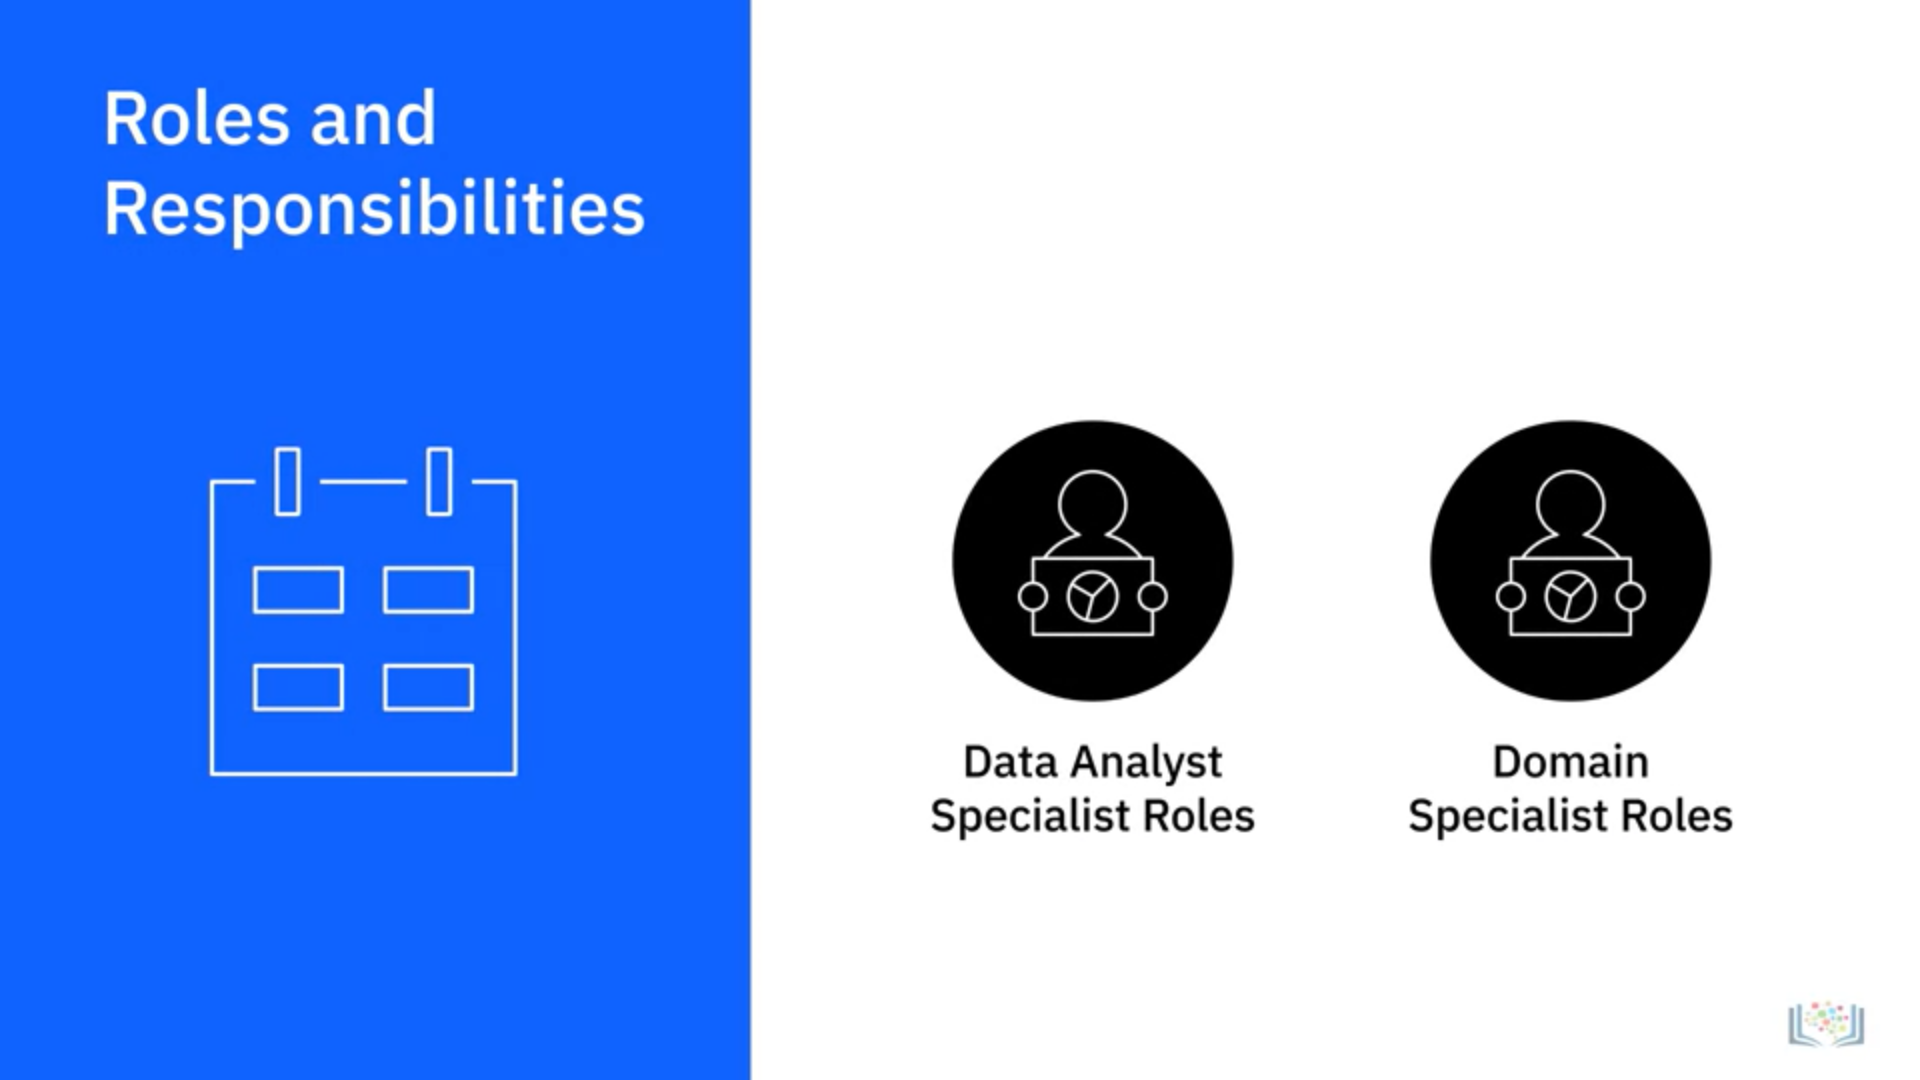 Roles and
Responsibilities
Data Analyst
Specialist Roles
Domain
Specialist Roles